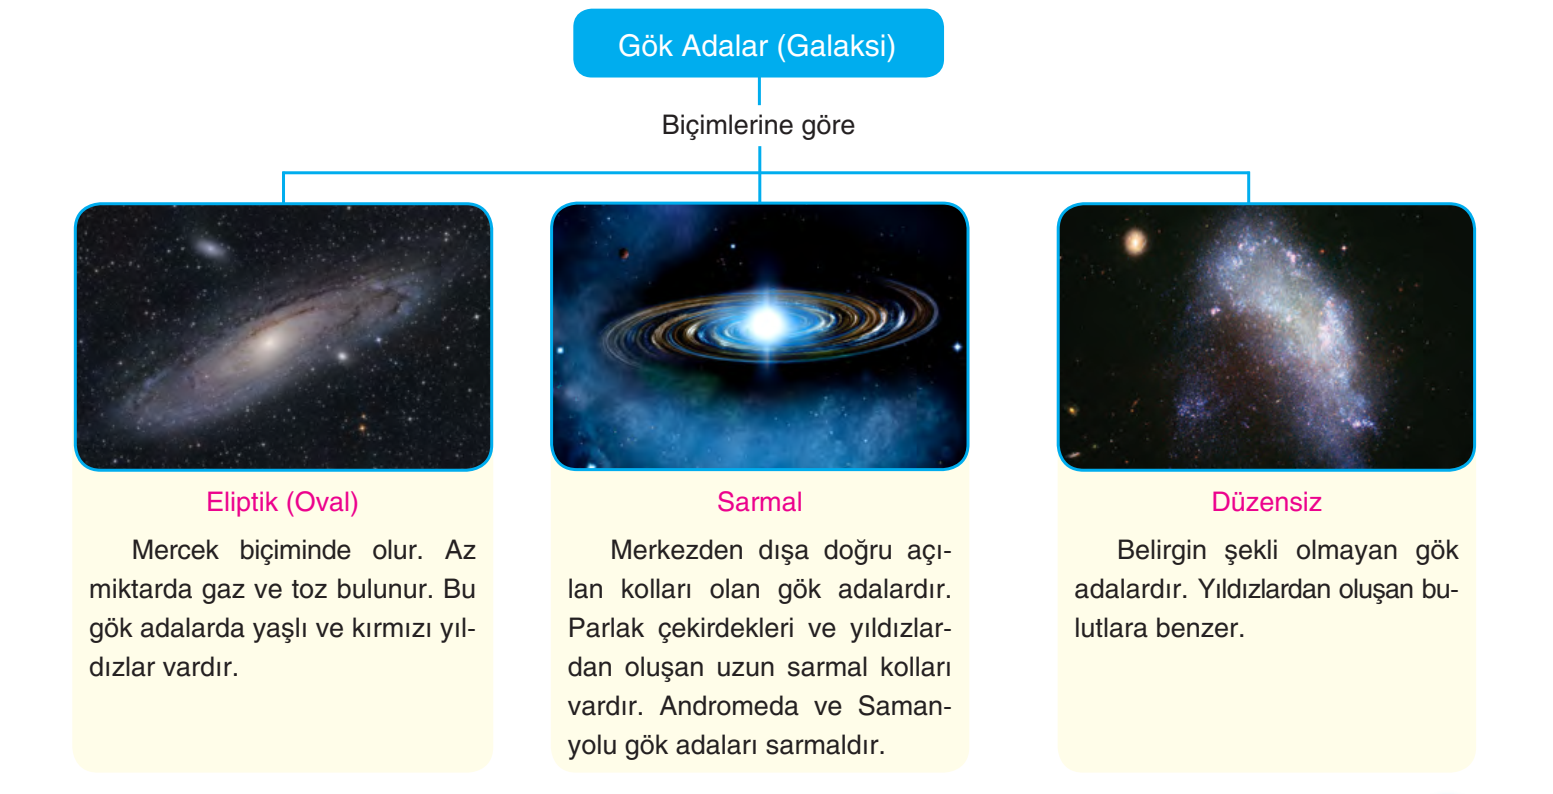 Gök Adalar (Galaksi)
Biçimlerine göre
Eliptik (Oval)
Mercek biçiminde olur. Az
miktarda gaz ve toz bulunur. Bu
gök adalarda yaşlı ve kırmızı yıl-
dızlar vardır.
Sarmal
Merkezden dışa doğru açı-
lan kolları olan gök adalardır.
Parlak çekirdekleri ve yıldızlar-
dan oluşan uzun sarmal kolları
vardır. Andromeda ve Saman-
yolu gök adaları sarmaldır.
Düzensiz
Belirgin şekli olmayan gök
adalardır. Yıldızlardan oluşan bu-
lutlara benzer.